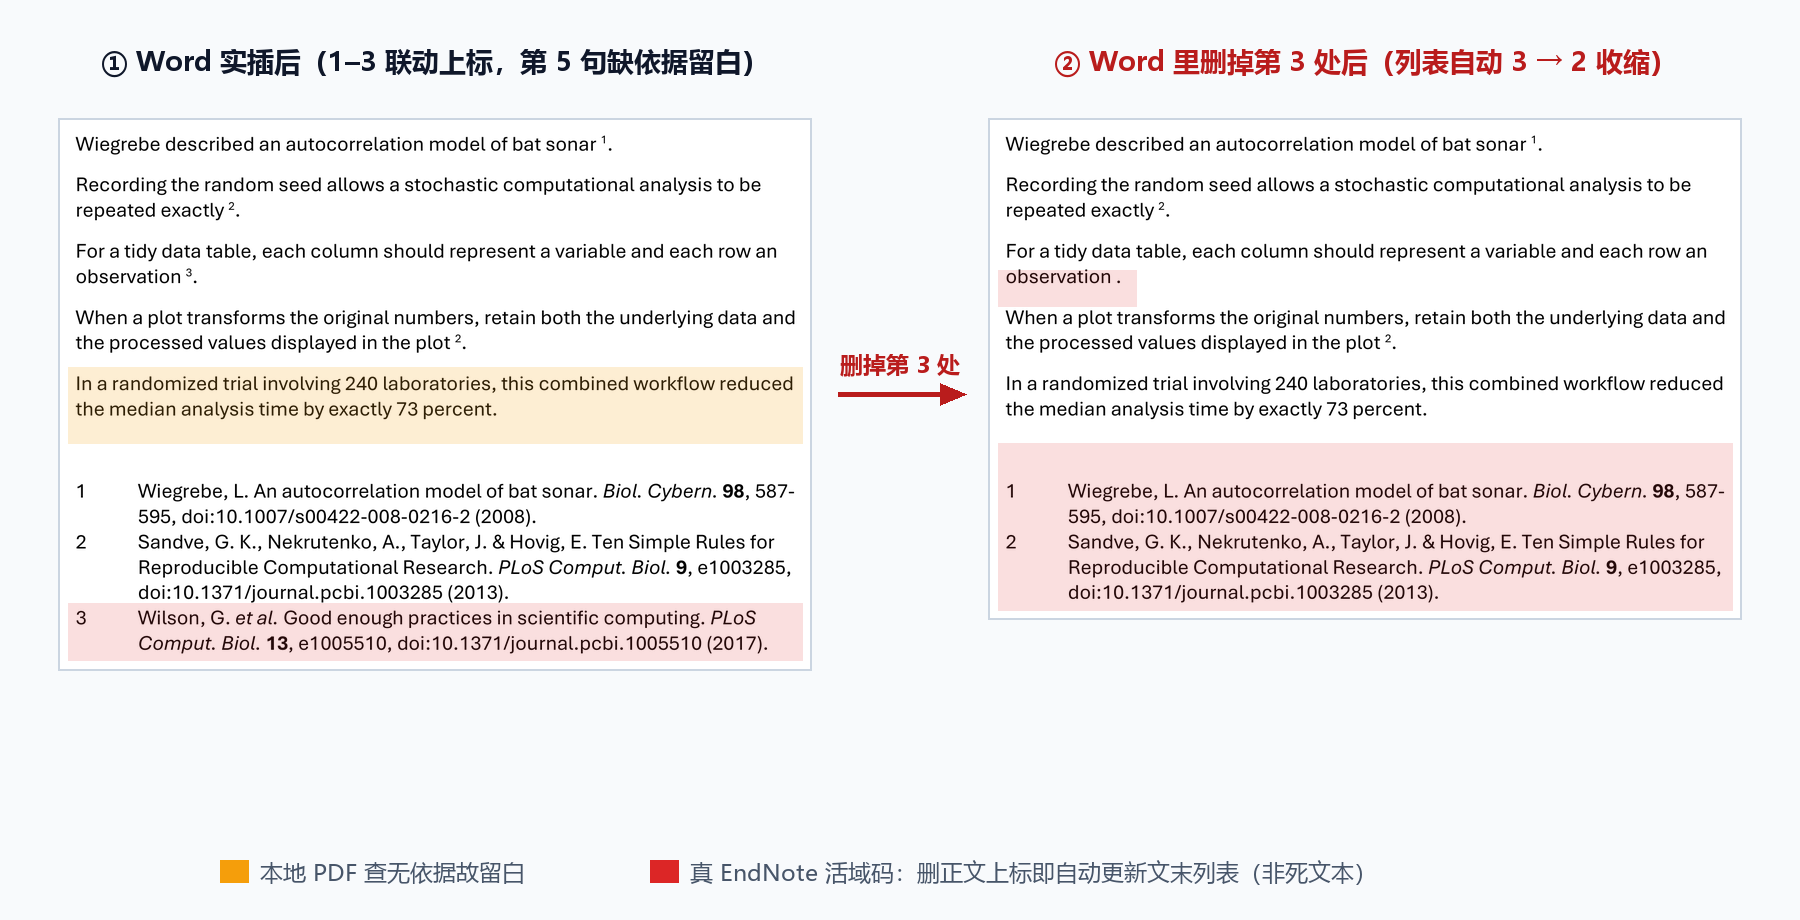 ① Word 实插后（1–3 联动上标，第 5 句缺依据留白）
Wiegrebe described an autocorrelation model of bat sonar ¹.
Recording the random seed allows a stochastic computational analysis to be
repeated exactly ².
For a tidy data table, each column should represent a variable and each row an
observation ³.
When a plot transforms the original numbers, retain both the underlying data and
the processed values displayed in the plot ².
In a randomized trial involving 240 laboratories, this combined workflow reduced
the median analysis time by exactly 73 percent.
1 Wiegrebe, L. An autocorrelation model of bat sonar. Biol. Cybern. 98, 587-
595, doi:10.1007/s00422-008-0216-2 (2008).
2 Sandve, G. K., Nekrutenko, A., Taylor, J. & Hovig, E. Ten Simple Rules for
Reproducible Computational Research. PLoS Comput. Biol. 9, e1003285,
doi:10.1371/journal.pcbi.1003285 (2013).
3 Wilson, G. et al. Good enough practices in scientific computing. PLoS
Comput. Biol. 13, e1005510, doi:10.1371/journal.pcbi.1005510 (2017).
删掉第 3 处
② Word 里删掉第 3 处后（列表自动 3 → 2 收缩）
Wiegrebe described an autocorrelation model of bat sonar ¹.
Recording the random seed allows a stochastic computational analysis to be
repeated exactly ².
For a tidy data table, each column should represent a variable and each row an
observation .
When a plot transforms the original numbers, retain both the underlying data and
the processed values displayed in the plot ².
In a randomized trial involving 240 laboratories, this combined workflow reduced
the median analysis time by exactly 73 percent.
1 Wiegrebe, L. An autocorrelation model of bat sonar. Biol. Cybern. 98, 587-
595, doi:10.1007/s00422-008-0216-2 (2008).
2 Sandve, G. K., Nekrutenko, A., Taylor, J. & Hovig, E. Ten Simple Rules for
Reproducible Computational Research. PLoS Comput. Biol. 9, e1003285,
doi:10.1371/journal.pcbi.1003285 (2013).
本地 PDF 查无依据故留白
真 EndNote 活域码：删正文上标即自动更新文末列表（非死文本）